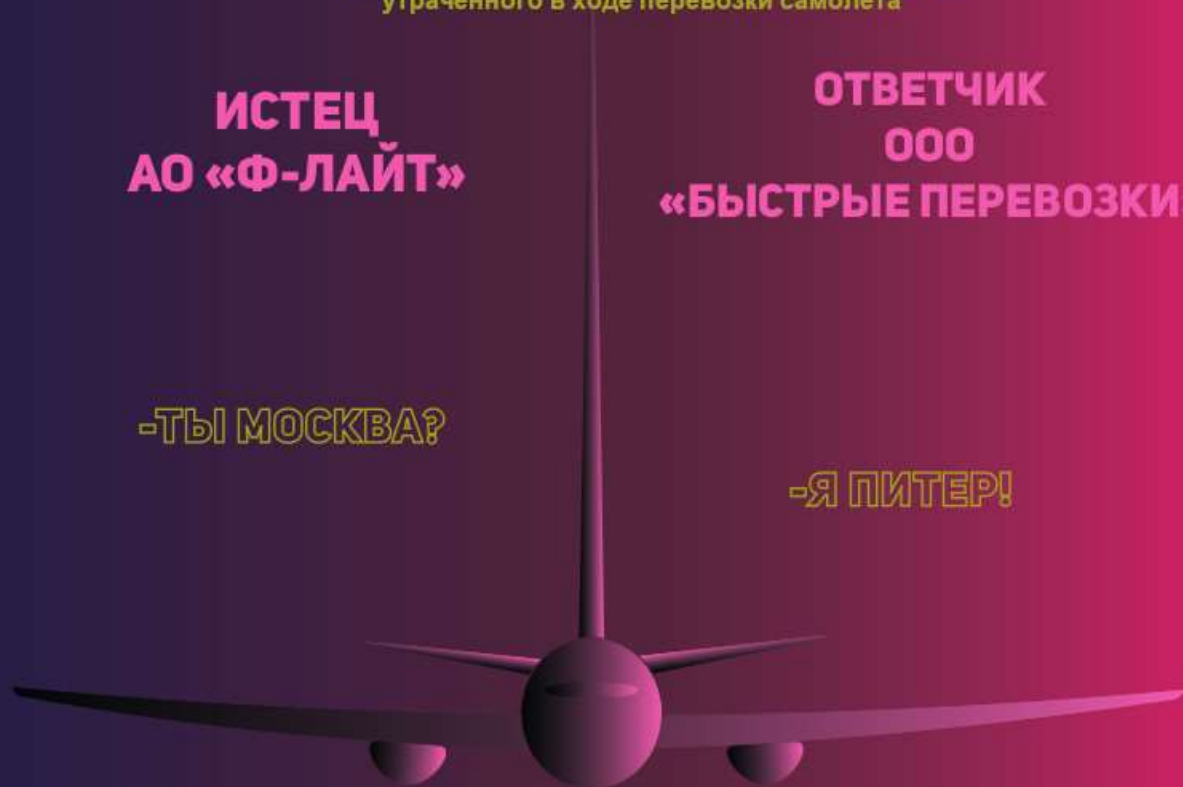 утраченного в ходе перевозки самолета
ИСТЕЦ
АО «Ф-ЛАЙТ»
ОТВЕТЧИК
ООО
«БЫСТРЫЕ ПЕРЕВОЗКИ
-ТЫ МОСКВА?
-Я ПИТЕР!